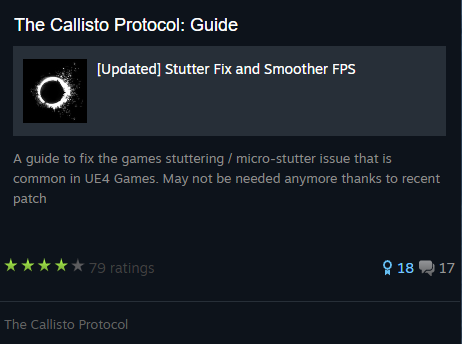 The Callisto Protocol: Guide
[Updated] Stutter Fix and Smoother FPS
A guide to fix the games stuttering / micro-stutter issue that is
common in UE4 Games. May not be needed anymore thanks to recent
patch
79 ratings
18
17
The Callisto Protocol